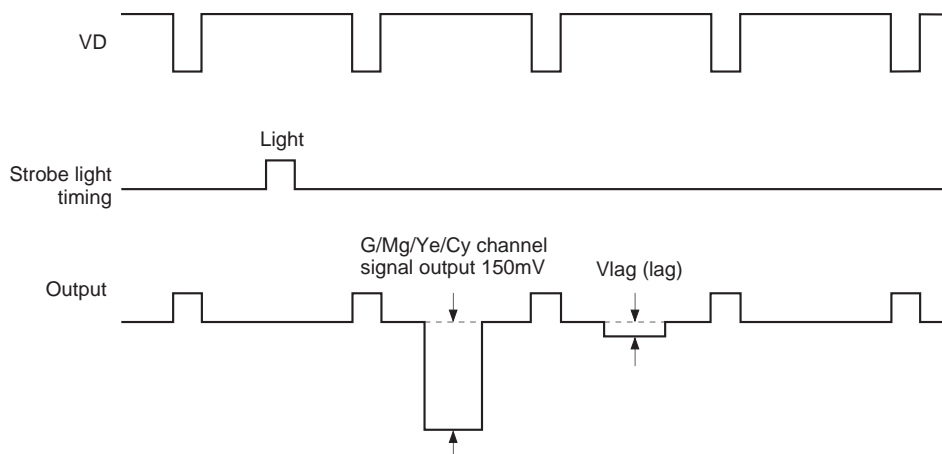 VD
Light
Strobe light
timing
G/Mg/Ye/Cy channel
signal output 150mV
Vlag (lag)
Output